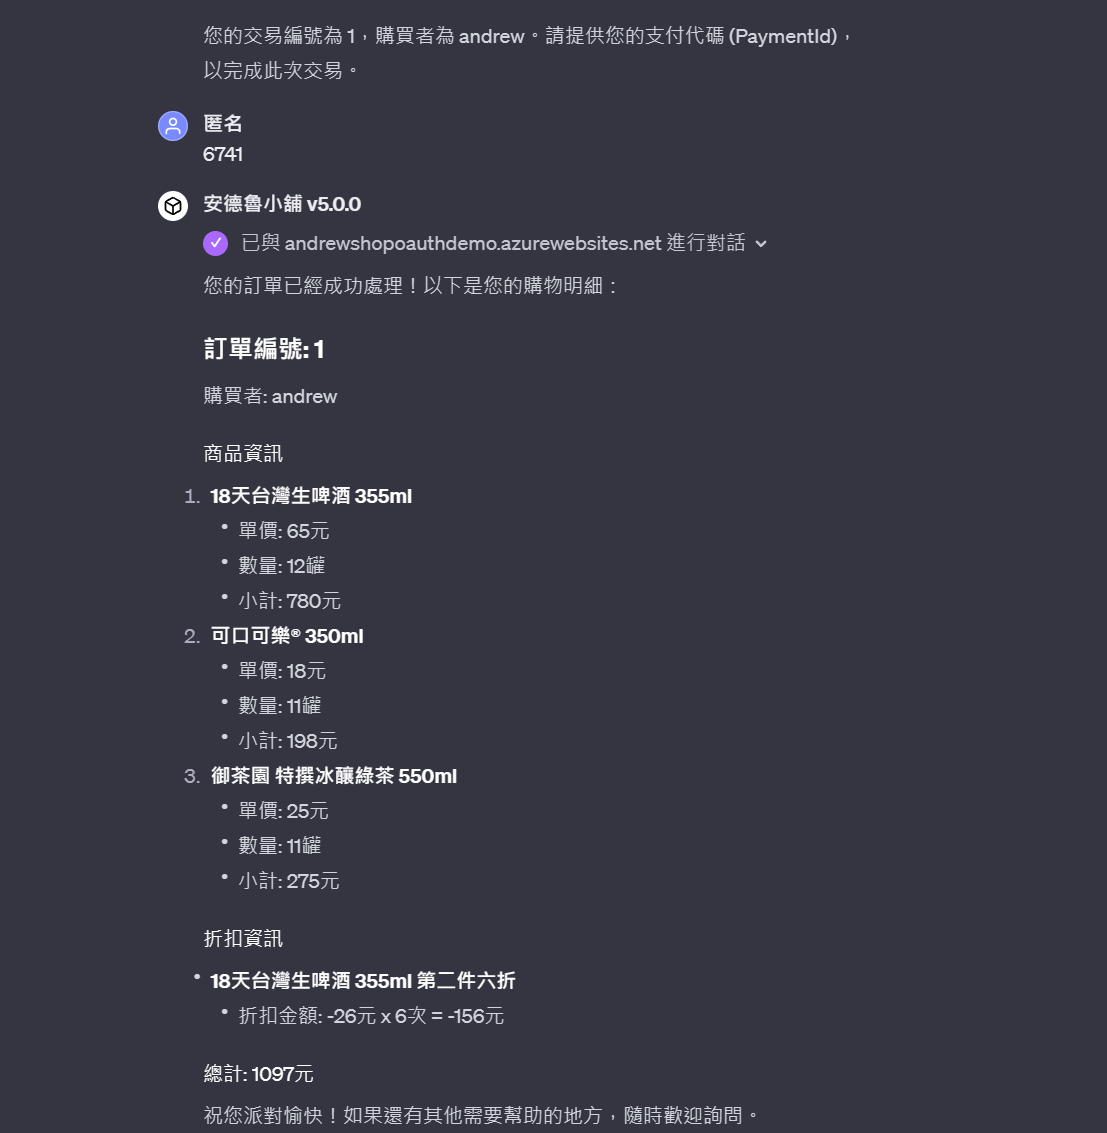 您的交易編號為 1，購買者為 andrew。請提供您的支付代碼 (PaymentId)，
以完成此次交易。
匿名
6741
安德魯小舖 v5.0.0
已與 andrewshopoauthdemo.azurewebsites.net 進行對話
您的訂單已經成功處理！以下是您的購物明細：
訂單編號: 1
購買者: andrew
商品資訊
1. 18天台灣生啤酒 355ml
• 單價: 65元
• 數量: 12罐
• 小計: 780元
2. 可口可樂® 350ml
• 單價: 18元
• 數量: 11罐
• 小計: 198元
3. 御茶園 特撰冰釀綠茶 550ml
• 單價: 25元
• 數量: 11罐
• 小計: 275元
折扣資訊
• 18天台灣生啤酒 355ml 第二件六折
• 折扣金額: -26元 x 6次 = -156元
總計: 1097元
祝您派對愉快！如果還有其他需要幫助的地方，隨時歡迎詢問。